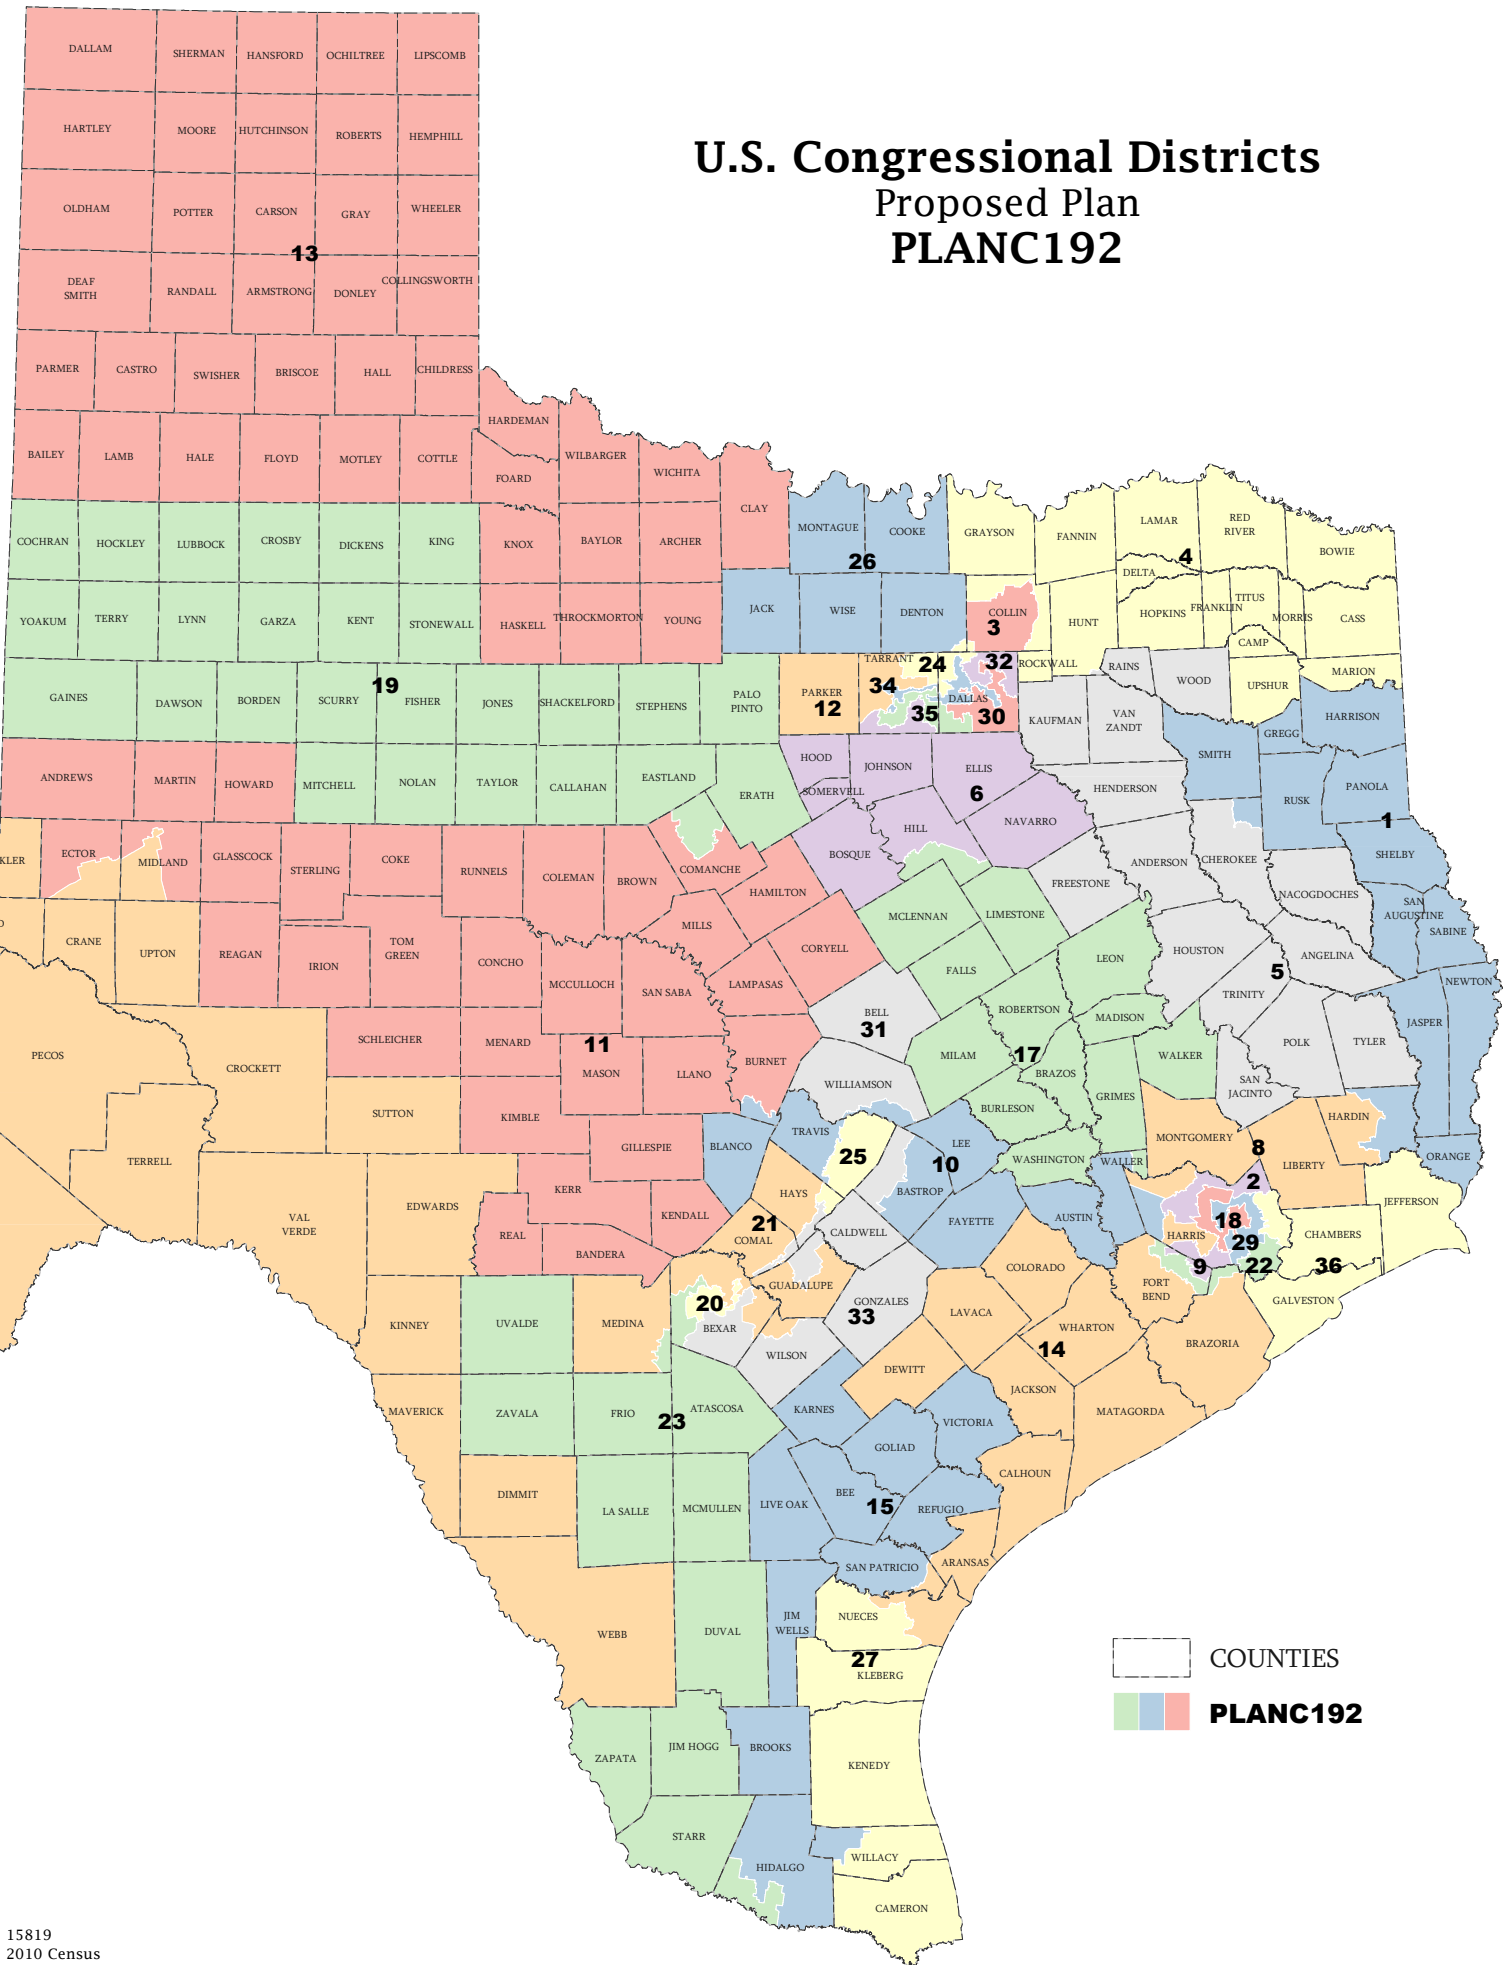 U.S. Congressional Districts
Proposed Plan
PLANC192
DALLAM
SHERMAN
HANSFORD
OCHILTREE
LIPSCOMB
HARTLEY
MOORE
HUTCHINSON
ROBERTS
HEMPHILL
OLDHAM
POTTER
CARSON
GRAY
WHEELER
13
DEAF
SMITH
RANDALL
ARMSTRONG
DONLEY
COLLINGSWORTH
PARMER
CASTRO
SWISHER
BRISCOE
HALL
CHILDRESS
HARDEMAN
BAILEY
LAMB
HALE
FLOYD
MOTLEY
COTTLE
FOARD
WILBARGER
WICHITA
CLAY
MONTAGUE
COOKE
GRAYSON
FANNIN
LAMAR
RED
RIVER
BOWIE
COCHRAN
HOCKLEY
LUBBOCK
CROSBY
DICKENS
KING
KNOX
BAYLOR
ARCHER
26
4
DELTA
YOAKUM
TERRY
LYNN
GARZA
KENT
STONEWALL
HASKELL
THROCKMORTON
YOUNG
JACK
WISE
DENTON
COLLIN
3
HUNT
HOPKINS
FRANKLIN
TITUS
MORRIS
CASS
CAMP
GAINES
DAWSON
BORDEN
SCURRY
19
FISHER
JONES
SHACKELFORD
STEPHENS
PALO
PINTO
PARKER
12
TARRANT
34
24
35
32
DALLAS
30
ROCKWALL
RAINS
WOOD
UPSHUR
MARION
KAUFMAN
VAN
ZANDT
SMITH
GREGG
HARRISON
ANDREWS
MARTIN
HOWARD
MITCHELL
NOLAN
TAYLOR
CALLAHAN
EASTLAND
ERATH
HOOD
SOMERVELL
JOHNSON
ELLIS
6
NAVARRO
HENDERSON
RUSK
PANOLA
1
KLER
ECTOR
MIDLAND
GLASSCOCK
STERLING
COKE
RUNNELS
COLEMAN
BROWN
COMANCHE
HAMILTON
BOSQUE
HILL
FREESTONE
ANDERSON
CHEROKEE
NACOGDOCHES
SHELBY
SAN
AUGUSTINE
SABINE
CRANE
UPTON
REAGAN
IRION
TOM
GREEN
CONCHO
MCCULLOCH
SAN SABA
MILLS
LAMPASAS
CORYELL
MCLENNAN
LIMESTONE
FALLS
LEON
HOUSTON
5
ANGELINA
TRINITY
NEWTON
JASPER
PECOS
CROCKETT
SCHLEICHER
MENARD
11
MASON
LLANO
BURNET
BELL
31
WILLIAMSON
MILAM
ROBERTSON
17
BRAZOS
MADISON
WALKER
GRIMES
SAN
JACINTO
POLK
TYLER
HARDIN
TERRELL
SUTTON
KIMBLE
GILLESPIE
BLANCO
TRAVIS
25
LEE
10
BASTROP
BURLESON
WASHINGTON
WALLER
MONTGOMERY
8
LIBERTY
ORANGE
JEFFERSON
VAL
VERDE
EDWARDS
KERR
REAL
BANDERA
KENDALL
HAYS
21
COMAL
CALDWELL
FAYETTE
AUSTIN
2
18
HARRIS
29
9
22
CHAMBERS
36
GALVESTON
KINNEY
UVALDE
MEDINA
20
BEXAR
GUADALUPE
GONZALES
33
WILSON
LAVACA
COLORADO
WHARTON
14
FORT
BEND
BRAZORIA
MAVERICK
ZAVALA
FRIO
23
ATASCOSA
KARNES
DEWITT
JACKSON
MATAGORDA
VICTORIA
GOLIAD
CALHOUN
DIMMIT
LA SALLE
MCMULLEN
LIVE OAK
BEE
15
REFUGIO
SAN PATRICIO
ARANSAS
WEBB
DUVAL
JIM
WELLS
NUECES
27
KLEBERG
ZAPATA
JIM HOGG
BROOKS
KENEDY
STARR
HIDALGO
WILLACY
CAMERON
COUNTIES
PLANC192
15819
2010 Census